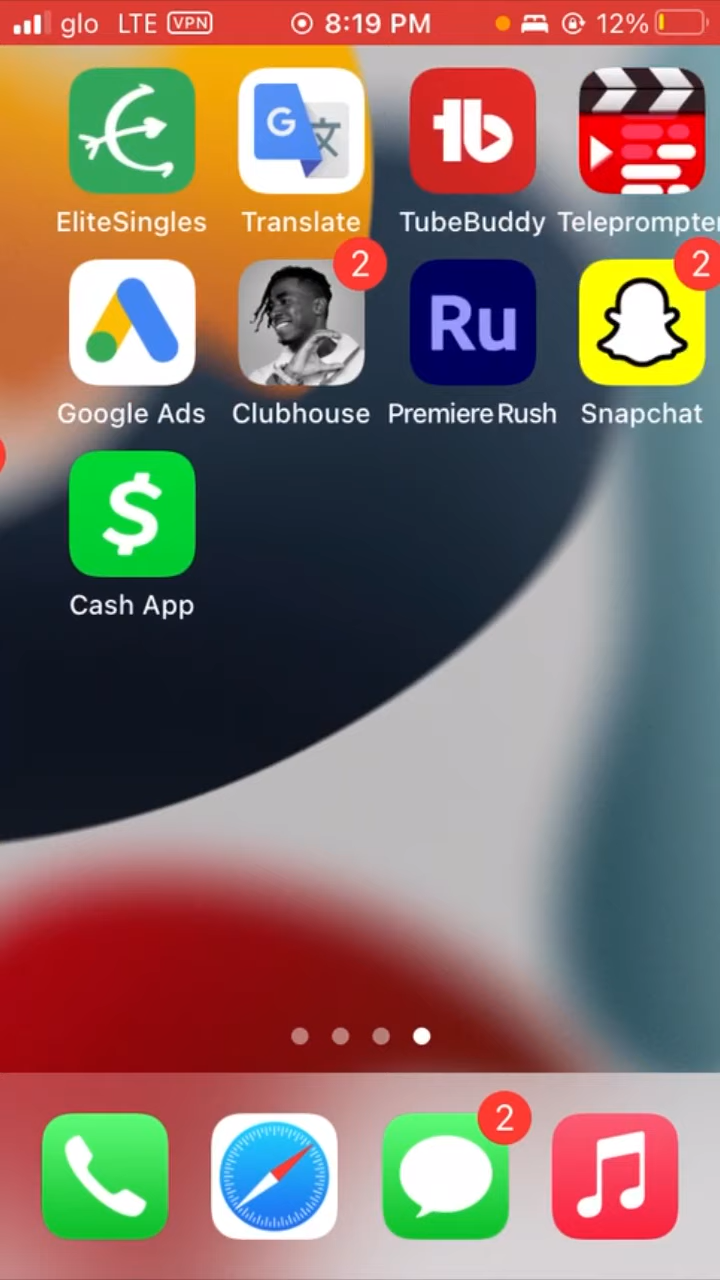 glo LTE VPN 8:19 PM 12%
EliteSingles Translate TubeBuddy Teleprompter
2 2
Google Ads Clubhouse Premiere Rush Snapchat
Cash App
2